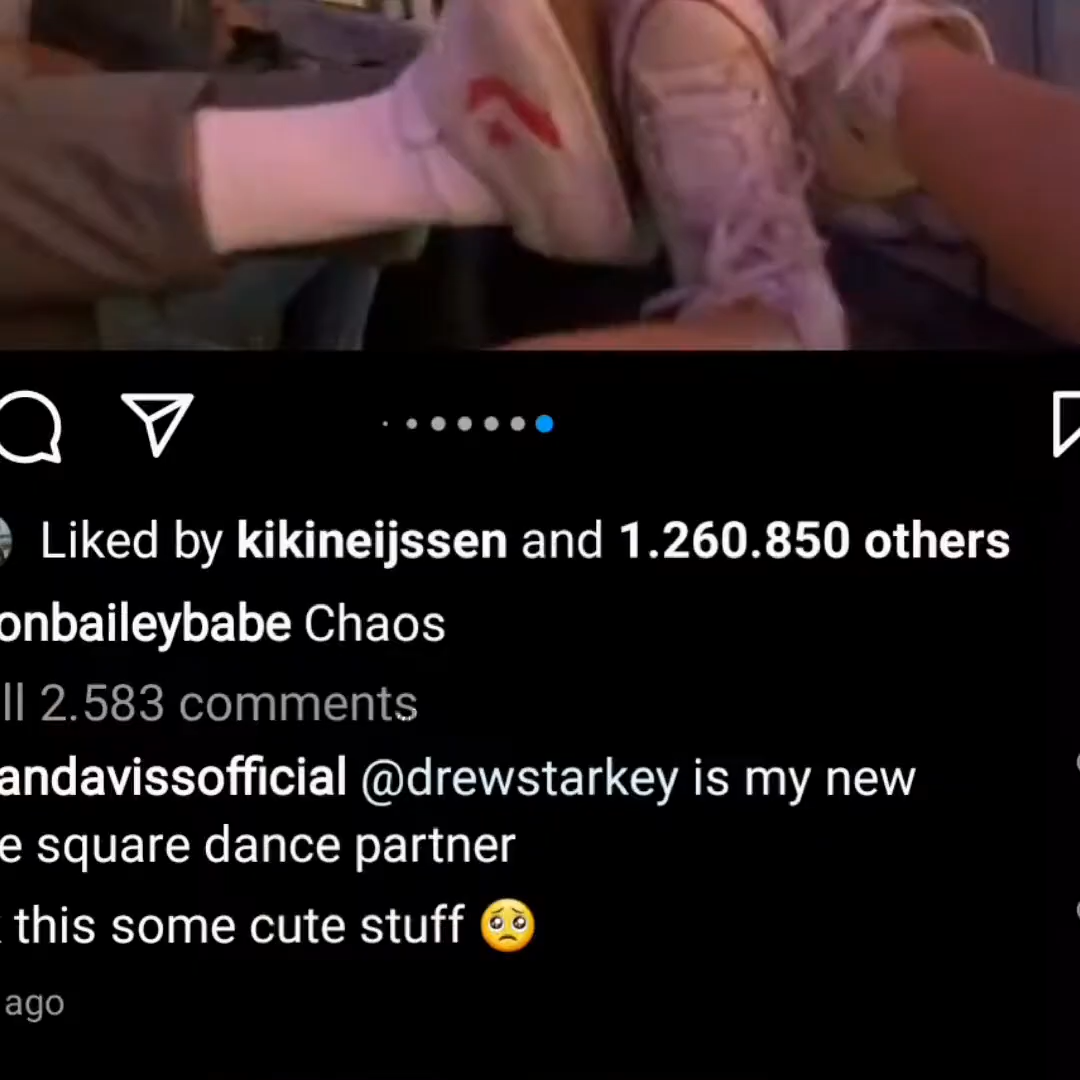 Liked by kikineijssen and 1.260.850 others
onbaileybabe Chaos
ll 2.583 comments
andavissofficial @drewstarkey is my new
e square dance partner
this some cute stuff 🥺
ago